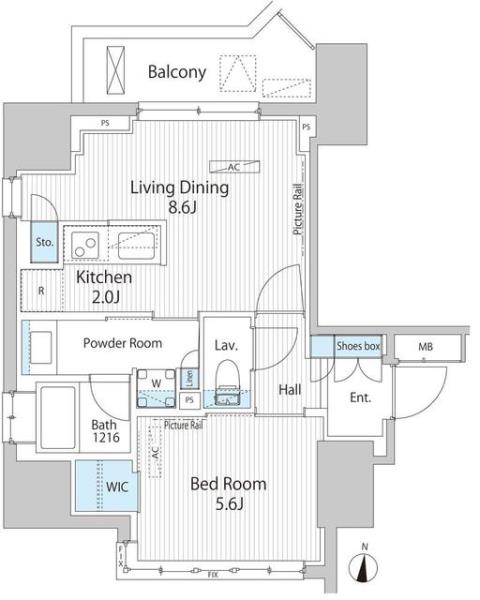 Balcony
PS
PS
AC
Living Dining
8.6J
Picture Rail
Sto.
Kitchen
2.0J
R
Powder Room
Lav.
Shoes box
MB
W
Linen
PS
Hall
Ent.
Bath
1216
Picture Rail
AC
WIC
Bed Room
5.6J
FIX
FIX
N